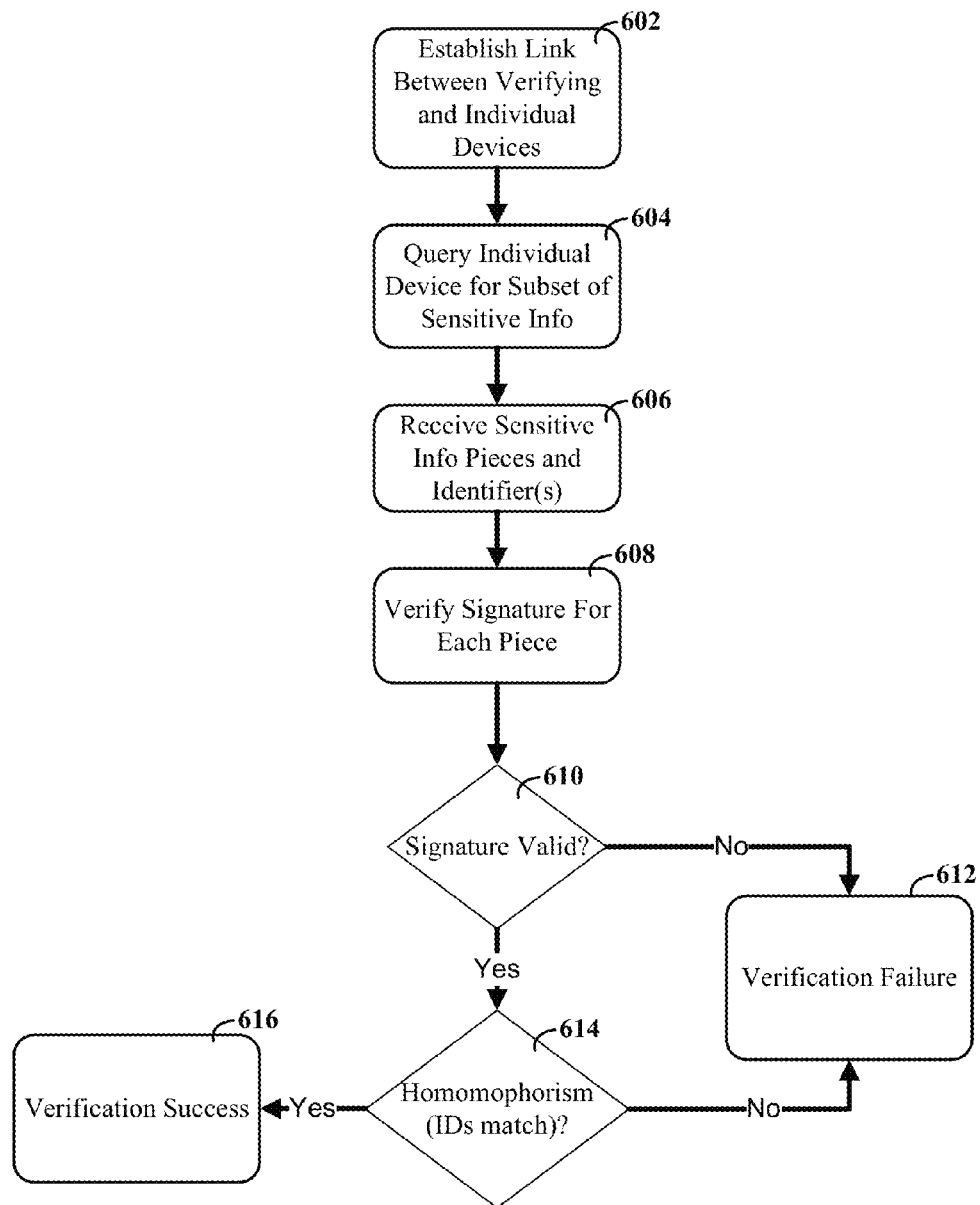 602
Establish Link
Between Verifying
and Individual
Devices
604
Query Individual
Device for Subset of
Sensitive Info
606
Receive Sensitive
Info Pieces and
Identifier(s)
608
Verify Signature For
Each Piece
610
Signature Valid?
No
612
Verification Failure
Yes
614
Homomophorism
(IDs match)?
No
Yes
616
Verification Success